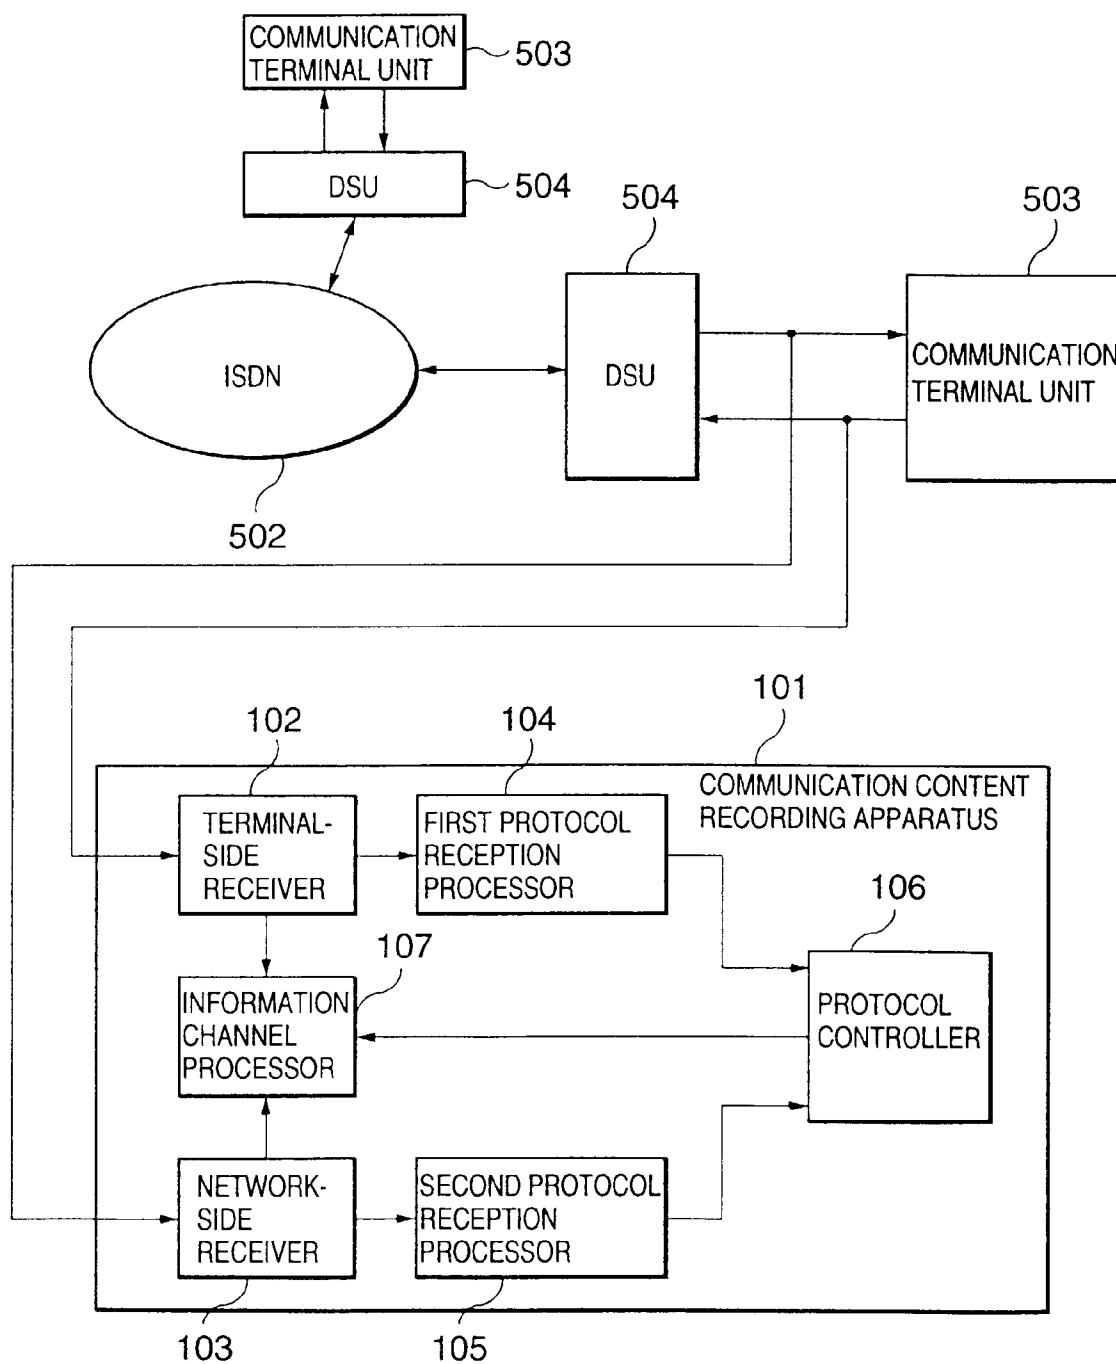 COMMUNICATION
TERMINAL UNIT
503
DSU
504
504
503
ISDN
DSU
COMMUNICATION
TERMINAL UNIT
502
101
102
104
COMMUNICATION CONTENT
RECORDING APPARATUS
TERMINAL-
SIDE
RECEIVER
FIRST PROTOCOL
RECEPTION
PROCESSOR
106
107
INFORMATION
CHANNEL
PROCESSOR
PROTOCOL
CONTROLLER
NETWORK-
SIDE
RECEIVER
SECOND PROTOCOL
RECEPTION
PROCESSOR
103
105